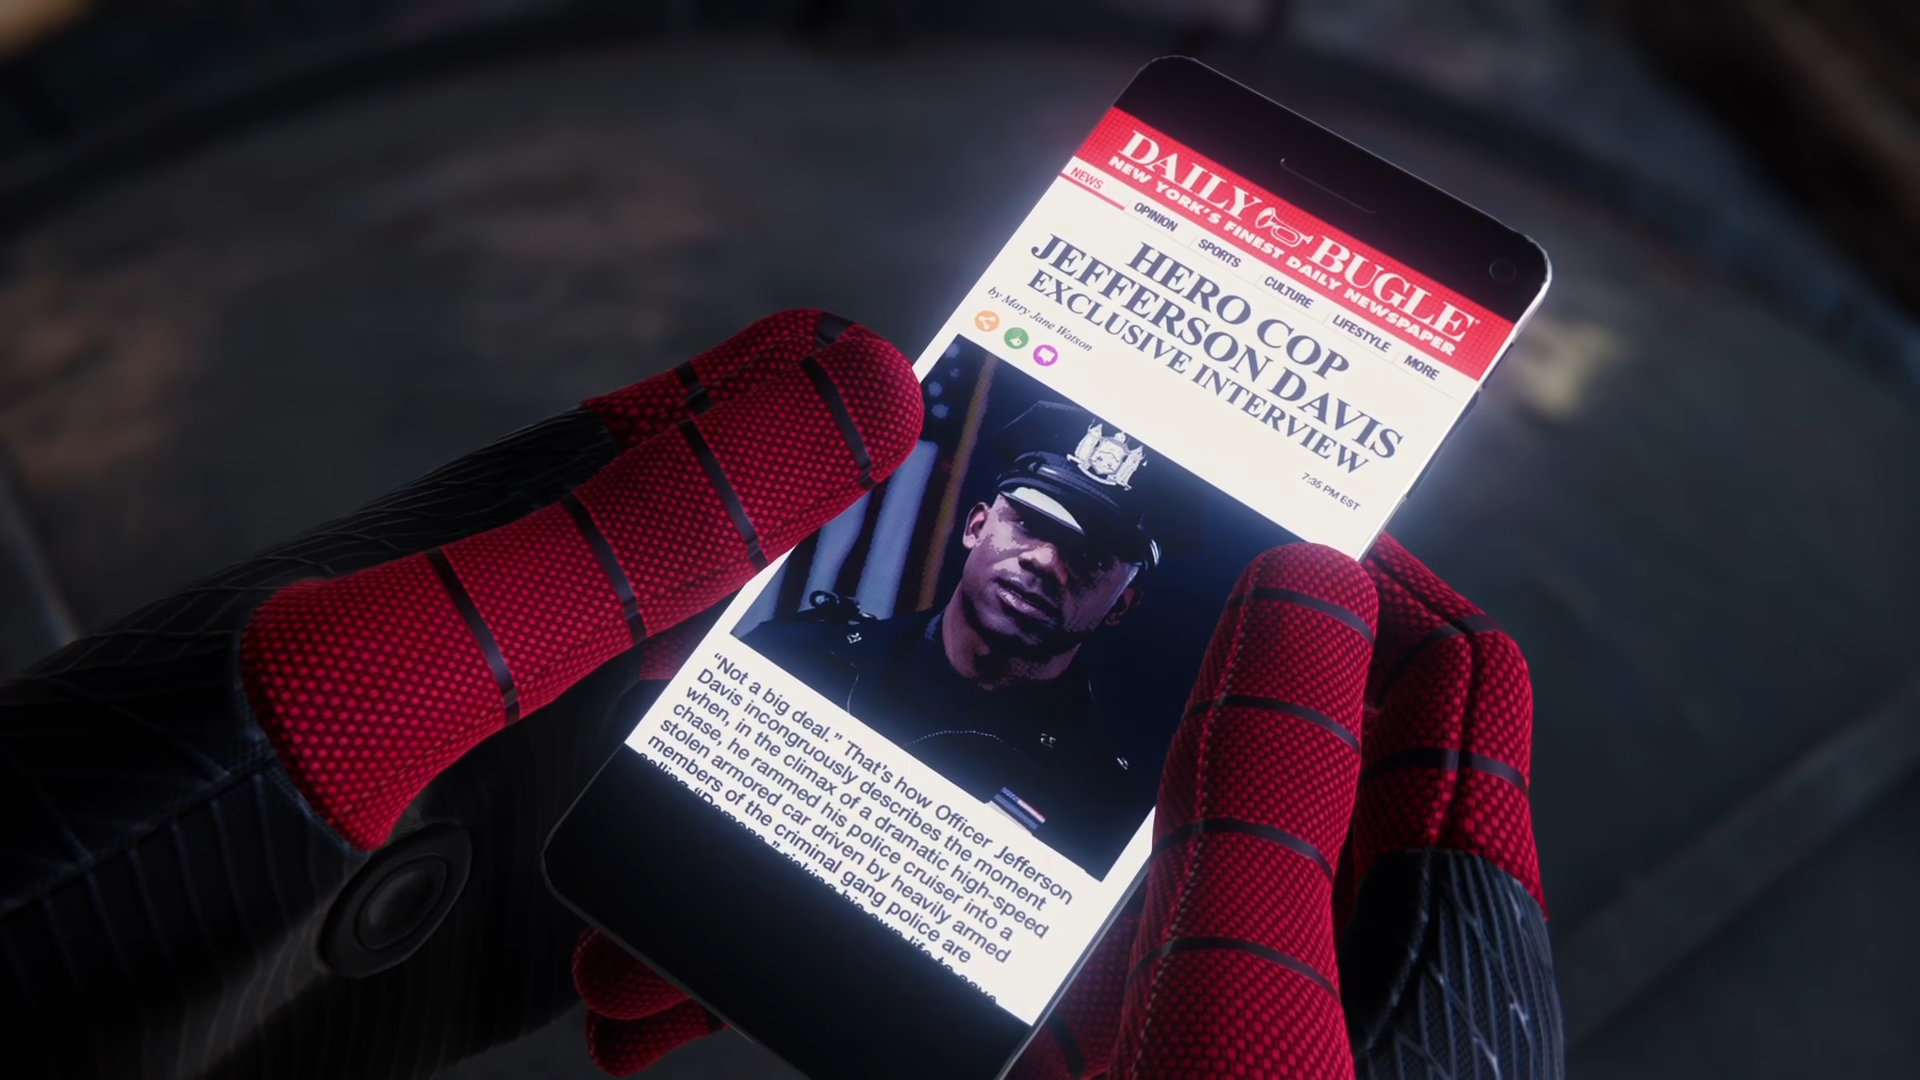 DAILY BUGLE
NEW YORK'S FINEST DAILY NEWSPAPER
NEWS OPINION SPORTS CULTURE LIFESTYLE MORE
HERO COP
JEFFERSON DAVIS
EXCLUSIVE INTERVIEW
by Mary Jane Watson
7:35 PM EST
“Not a big deal.” That's how Officer Jefferson
Davis incongruously describes the moment
when, in the climax of a dramatic high-speed
chase, he rammed his police cruiser into a
stolen armored car driven by heavily armed
members of the criminal gang police are